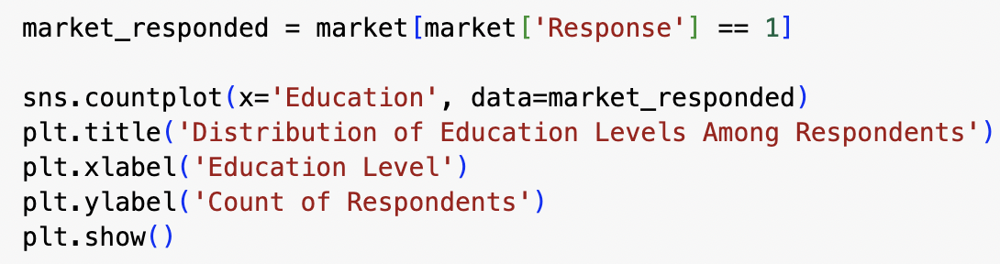 market_responded = market[market['Response'] == 1]
sns.countplot(x='Education', data=market_responded)
plt.title('Distribution of Education Levels Among Respondents')
plt.xlabel('Education Level')
plt.ylabel('Count of Respondents')
plt.show()